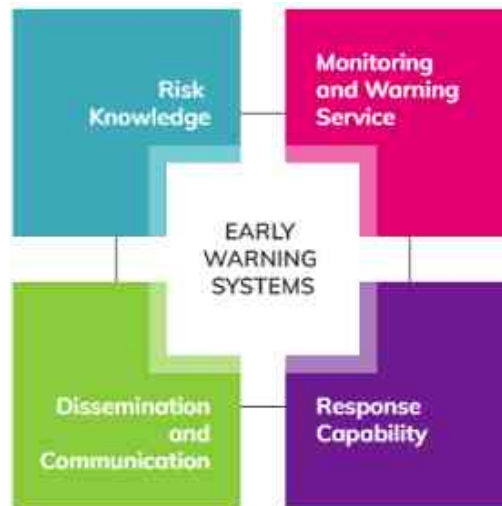 Risk
Knowledge
Monitoring
and Warning
Service
EARLY
WARNING
SYSTEMS
Dissemination
and
Communication
Response
Capability